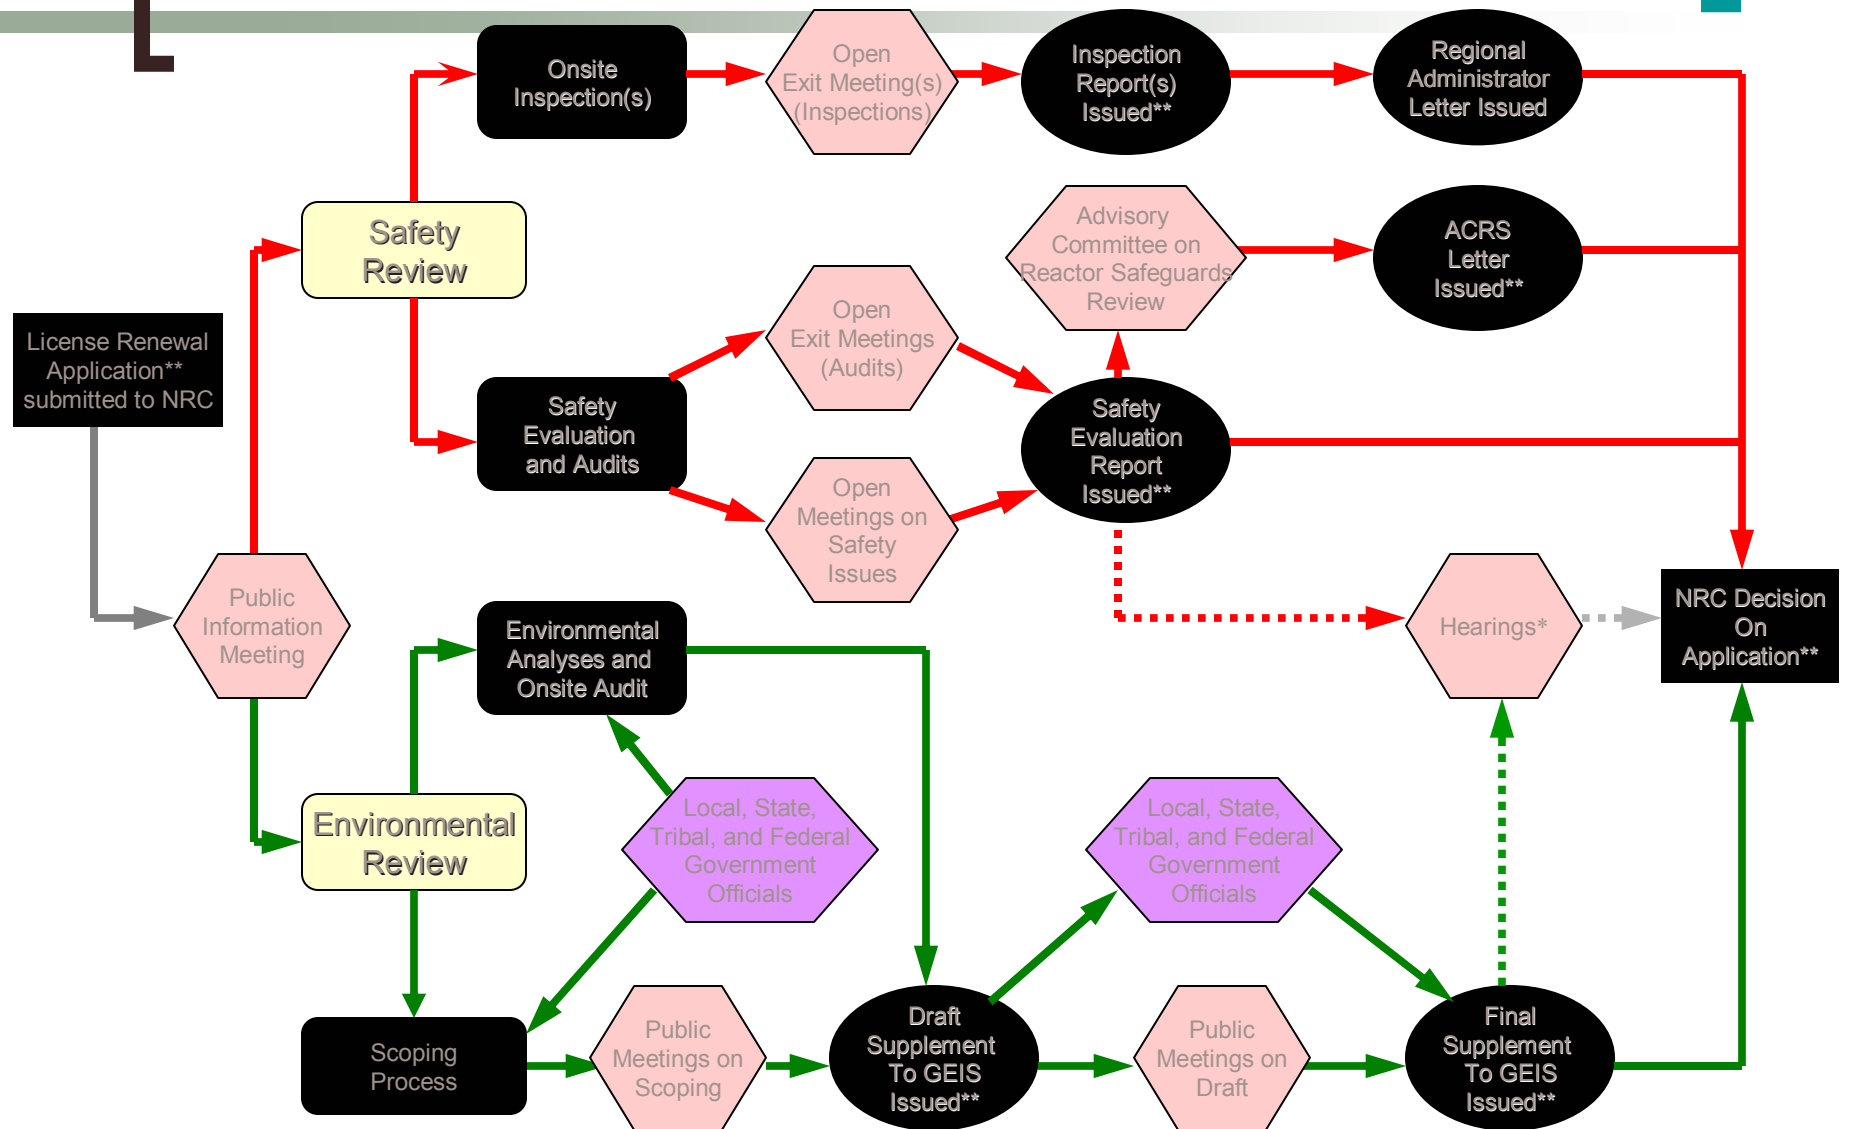 Onsite
Inspection(s)
Open
Exit Meeting(s)
(Inspections)
Inspection
Report(s)
Issued**
Regional
Administrator
Letter Issued
Safety
Review
Advisory
Committee on
Reactor Safeguards
Review
ACRS
Letter
Issued**
License Renewal
Application**
submitted to NRC
Open
Exit Meetings
(Audits)
Safety
Evaluation
and Audits
Safety
Evaluation
Report
Issued**
Open
Meetings on
Safety
Issues
Public
Information
Meeting
Hearings*
NRC Decision
On
Application**
Environmental
Analyses and
Onsite Audit
Environmental
Review
Local, State,
Tribal, and Federal
Government
Officials
Local, State,
Tribal, and Federal
Government
Officials
Scoping
Process
Public
Meetings on
Scoping
Draft
Supplement
To GEIS
Issued**
Public
Meetings on
Draft
Final
Supplement
To GEIS
Issued**